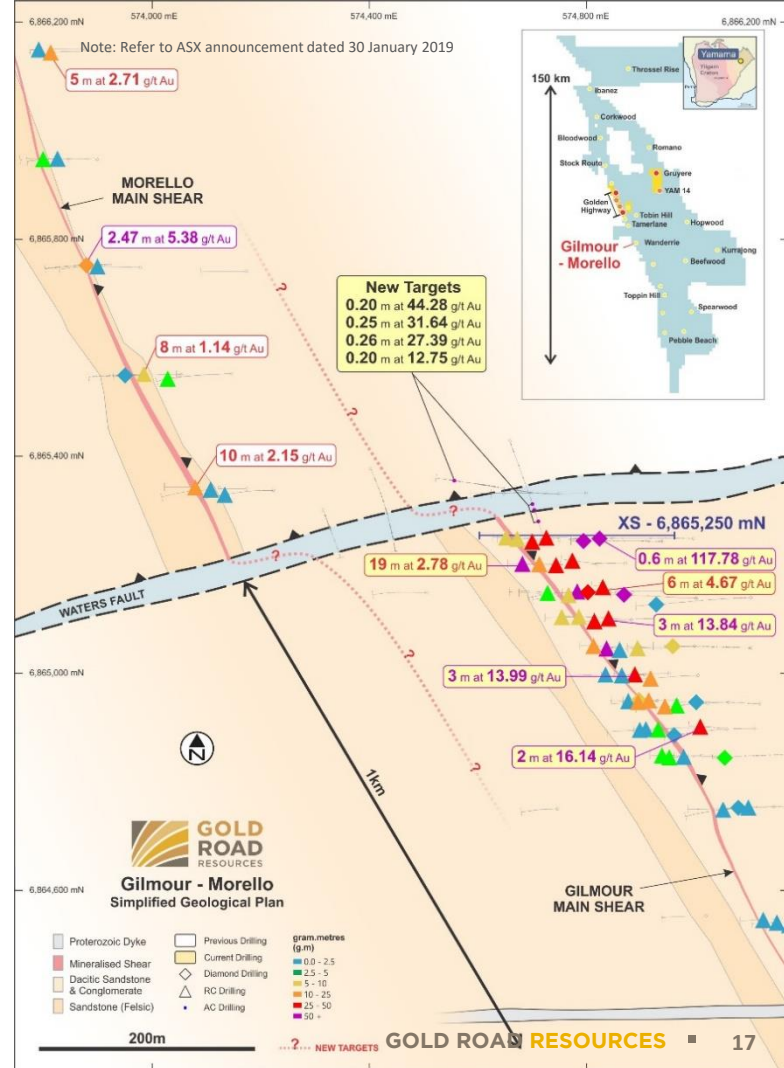 574,000 mE
574,400 mE
574,800 mE
6,866,200 mN
6,866,200 mN
Note: Refer to ASX announcement dated 30 January 2019
5 m at 2.71 g/t Au
MORELLO
MAIN SHEAR
6,865,800 mN
2.47 m at 5.38 g/t Au
8 m at 1.14 g/t Au
6,865,400 mN
10 m at 2.15 g/t Au
?
?
New Targets
0.20 m at 44.28 g/t Au
0.25 m at 31.64 g/t Au
0.26 m at 27.39 g/t Au
0.20 m at 12.75 g/t Au
150 km
Yamarna
Yilgarn
Craton
Throssel Rise
Ibanez
Corkwood
Bloodwood
Romano
Stock Route
Gruyere
YAM 14
Golden
Highway
Tobin Hill
Tamerlane
Hopwood
Gilmour
- Morello
Wanderrie
Kurrajong
Beefwood
Toppin Hill
Spearwood
Pebble Beach
?
?
?
?
WATERS FAULT
XS - 6,865,250 mN
0.6 m at 117.78 g/t Au
19 m at 2.78 g/t Au
6 m at 4.67 g/t Au
3 m at 13.84 g/t Au
6,865,000 mN
3 m at 13.99 g/t Au
2 m at 16.14 g/t Au
N
1km
GOLD
ROAD
RESOURCES
Gilmour - Morello
Simplified Geological Plan
6,864,600 mN
GILMOUR
MAIN SHEAR
Proterozoic Dyke
Mineralised Shear
Dacitic Sandstone
& Conglomerate
Sandstone (Felsic)
Previous Drilling
Current Drilling
Diamond Drilling
RC Drilling
AC Drilling
gram.metres
(g.m)
0.0 - 2.5
2.5 - 5
5 - 10
10 - 25
25 - 50
50 +
200m
? NEW TARGETS
GOLD ROAD RESOURCES 17